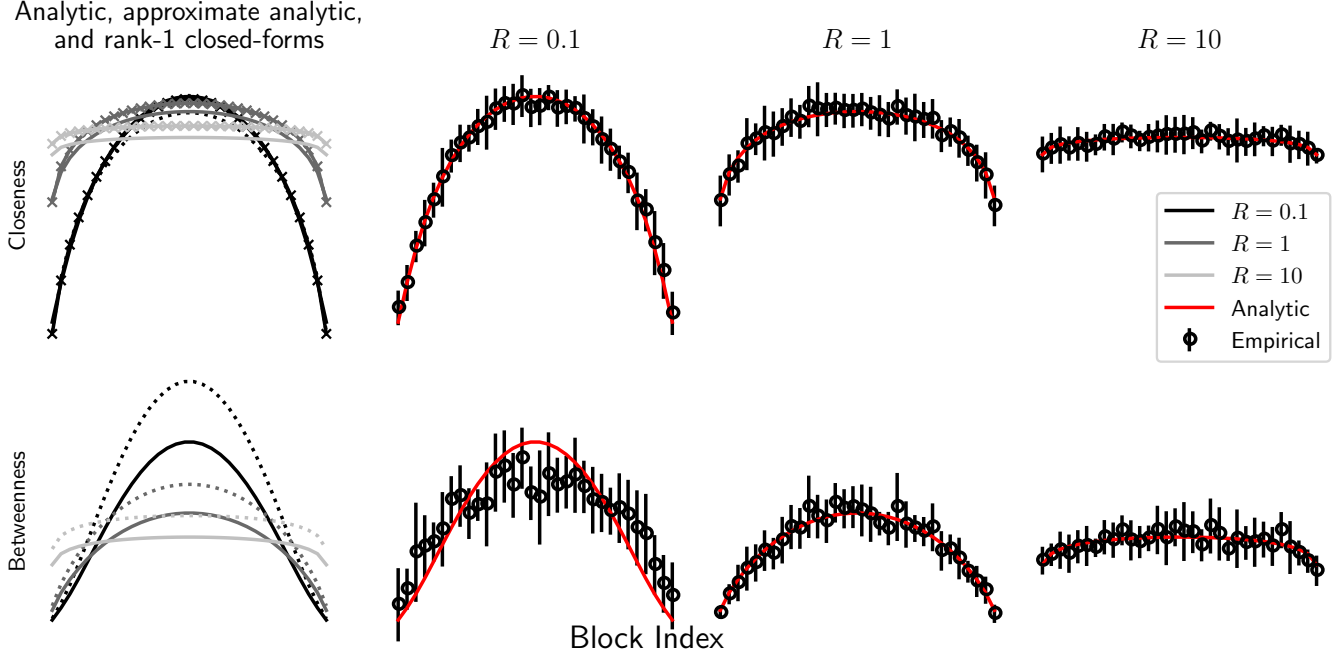 Analytic, approximate analytic,
and rank-1 closed-forms
R = 0.1
R = 1
R = 10
Closeness
R = 0.1
R = 1
R = 10
Analytic
Empirical
Betweenness
Block Index